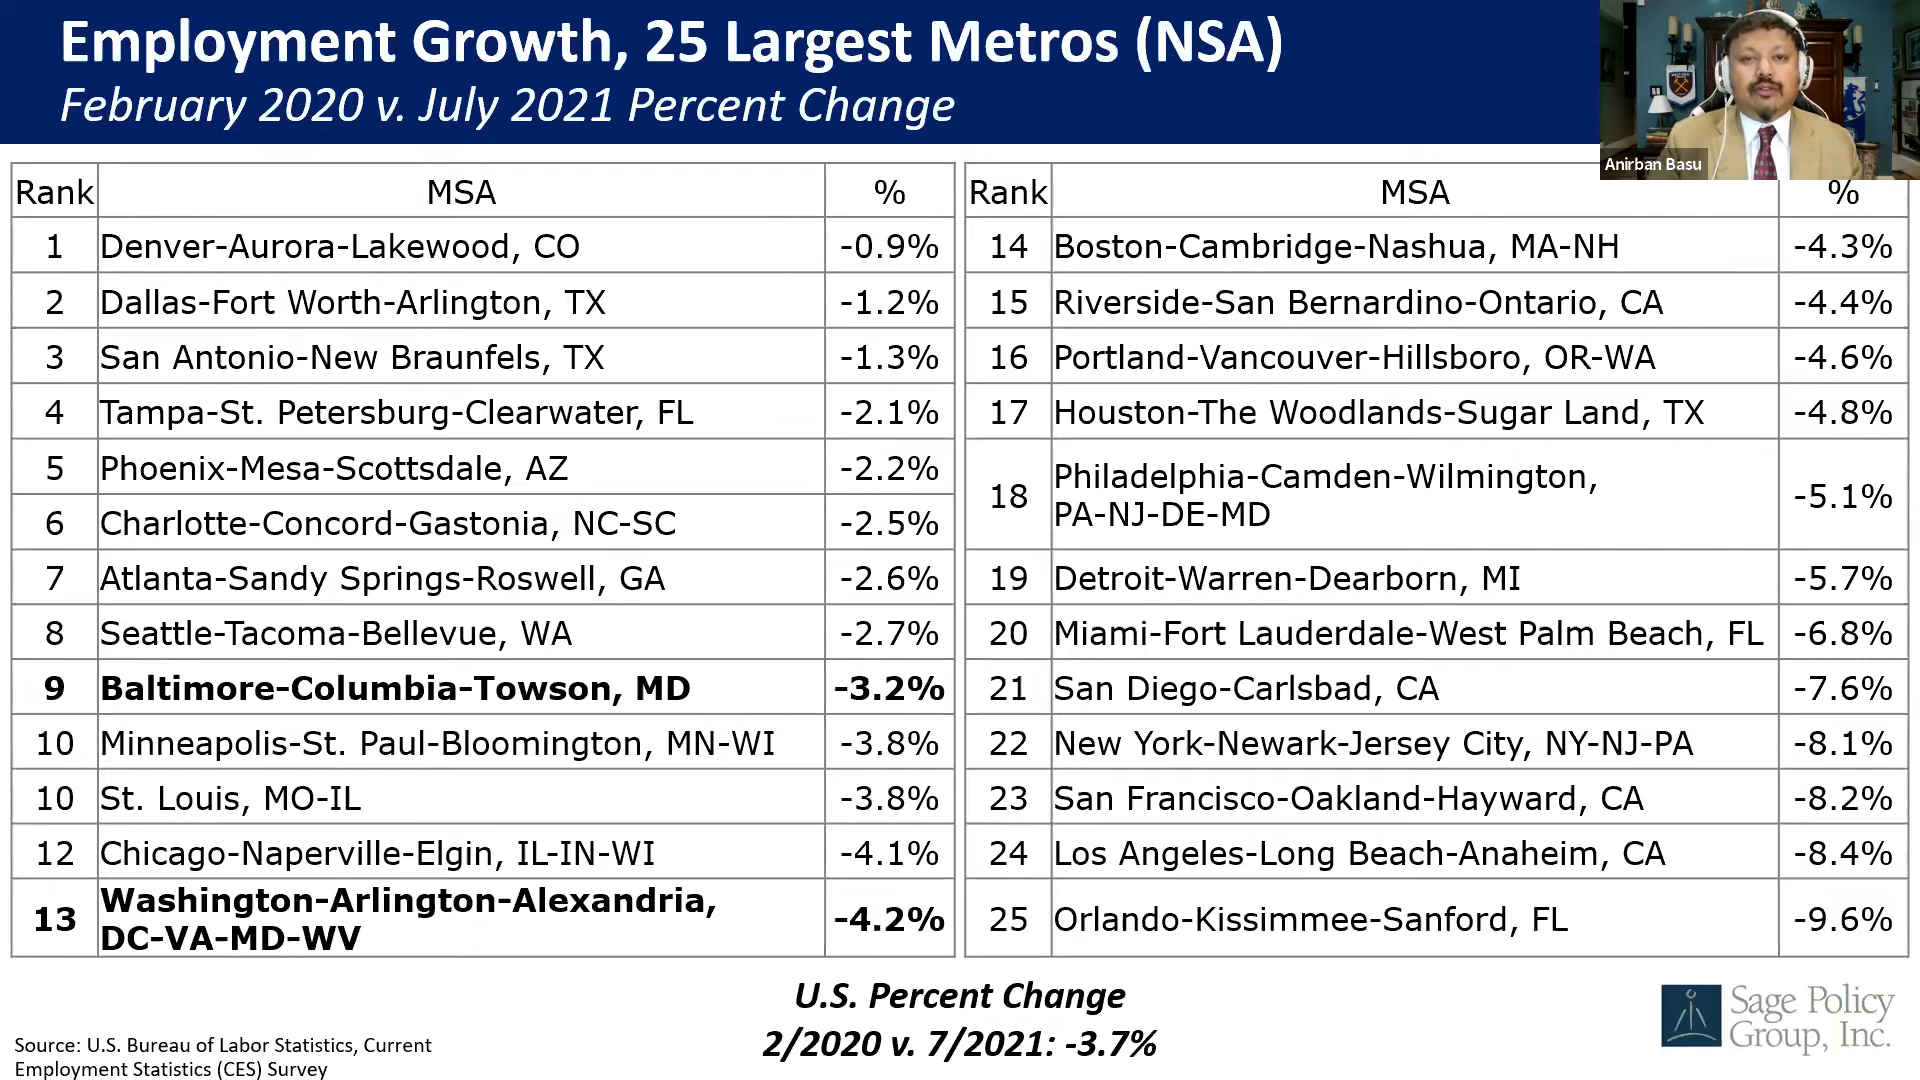 Employment Growth, 25 Largest Metros (NSA)
February 2020 v. July 2021 Percent Change
Anirban Basu
Rank MSA %
1 Denver-Aurora-Lakewood, CO -0.9%
2 Dallas-Fort Worth-Arlington, TX -1.2%
3 San Antonio-New Braunfels, TX -1.3%
4 Tampa-St. Petersburg-Clearwater, FL -2.1%
5 Phoenix-Mesa-Scottsdale, AZ -2.2%
6 Charlotte-Concord-Gastonia, NC-SC -2.5%
7 Atlanta-Sandy Springs-Roswell, GA -2.6%
8 Seattle-Tacoma-Bellevue, WA -2.7%
9 Baltimore-Columbia-Towson, MD -3.2%
10 Minneapolis-St. Paul-Bloomington, MN-WI -3.8%
10 St. Louis, MO-IL -3.8%
12 Chicago-Naperville-Elgin, IL-IN-WI -4.1%
13 Washington-Arlington-Alexandria,
DC-VA-MD-WV -4.2%
Rank MSA %
14 Boston-Cambridge-Nashua, MA-NH -4.3%
15 Riverside-San Bernardino-Ontario, CA -4.4%
16 Portland-Vancouver-Hillsboro, OR-WA -4.6%
17 Houston-The Woodlands-Sugar Land, TX -4.8%
18 Philadelphia-Camden-Wilmington,
PA-NJ-DE-MD -5.1%
19 Detroit-Warren-Dearborn, MI -5.7%
20 Miami-Fort Lauderdale-West Palm Beach, FL -6.8%
21 San Diego-Carlsbad, CA -7.6%
22 New York-Newark-Jersey City, NY-NJ-PA -8.1%
23 San Francisco-Oakland-Hayward, CA -8.2%
24 Los Angeles-Long Beach-Anaheim, CA -8.4%
25 Orlando-Kissimmee-Sanford, FL -9.6%
U.S. Percent Change
2/2020 v. 7/2021: -3.7%
Source: U.S. Bureau of Labor Statistics, Current
Employment Statistics (CES) Survey
Sage Policy
Group, Inc.